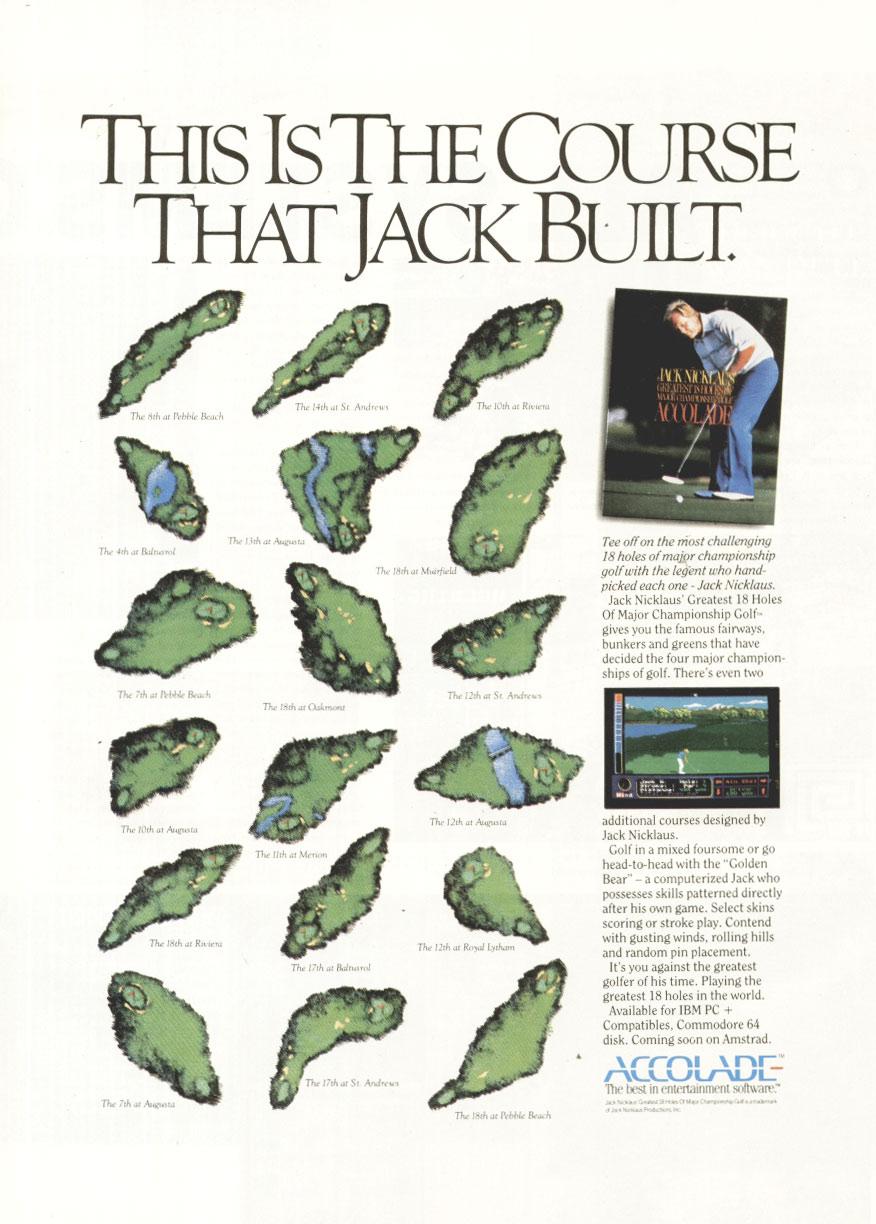 THIS IS THE COURSE
THAT JACK BUILT.
The 8th at Pebble Beach
The 14th at St. Andrews
The 10th at Riviera
The 4th at Baltusrol
The 13th at Augusta
The 18th at Muirfield
The 7th at Pebble Beach
The 18th at Oakmont
The 12th at St. Andrews
The 10th at Augusta
The 11th at Merion
The 12th at Augusta
The 18th at Riviera
The 17th at Baltusrol
The 12th at Royal Lytham
The 7th at Augusta
The 17th at St. Andrews
The 18th at Pebble Beach
JACK NICKLAUS'
GREATEST 18 HOLES OF
MAJOR CHAMPIONSHIP GOLF
ACCOLADE
Tee off on the most challenging
18 holes of major championship
golf with the legent who hand-
picked each one - Jack Nicklaus.
Jack Nicklaus' Greatest 18 Holes
Of Major Championship Golf™
gives you the famous fairways,
bunkers and greens that have
decided the four major champion-
ships of golf. There's even two
Wind
additional courses designed by
Jack Nicklaus.
Golf in a mixed foursome or go
head-to-head with the "Golden
Bear" – a computerized Jack who
possesses skills patterned directly
after his own game. Select skins
scoring or stroke play. Contend
with gusting winds, rolling hills
and random pin placement.
It's you against the greatest
golfer of his time. Playing the
greatest 18 holes in the world.
Available for IBM PC +
Compatibles, Commodore 64
disk. Coming soon on Amstrad.
ACCOLADE™
The best in entertainment software.™
Jack Nicklaus' Greatest 18 Holes Of Major Championship Golf is a trademark
of Jack Nicklaus Productions, Inc.